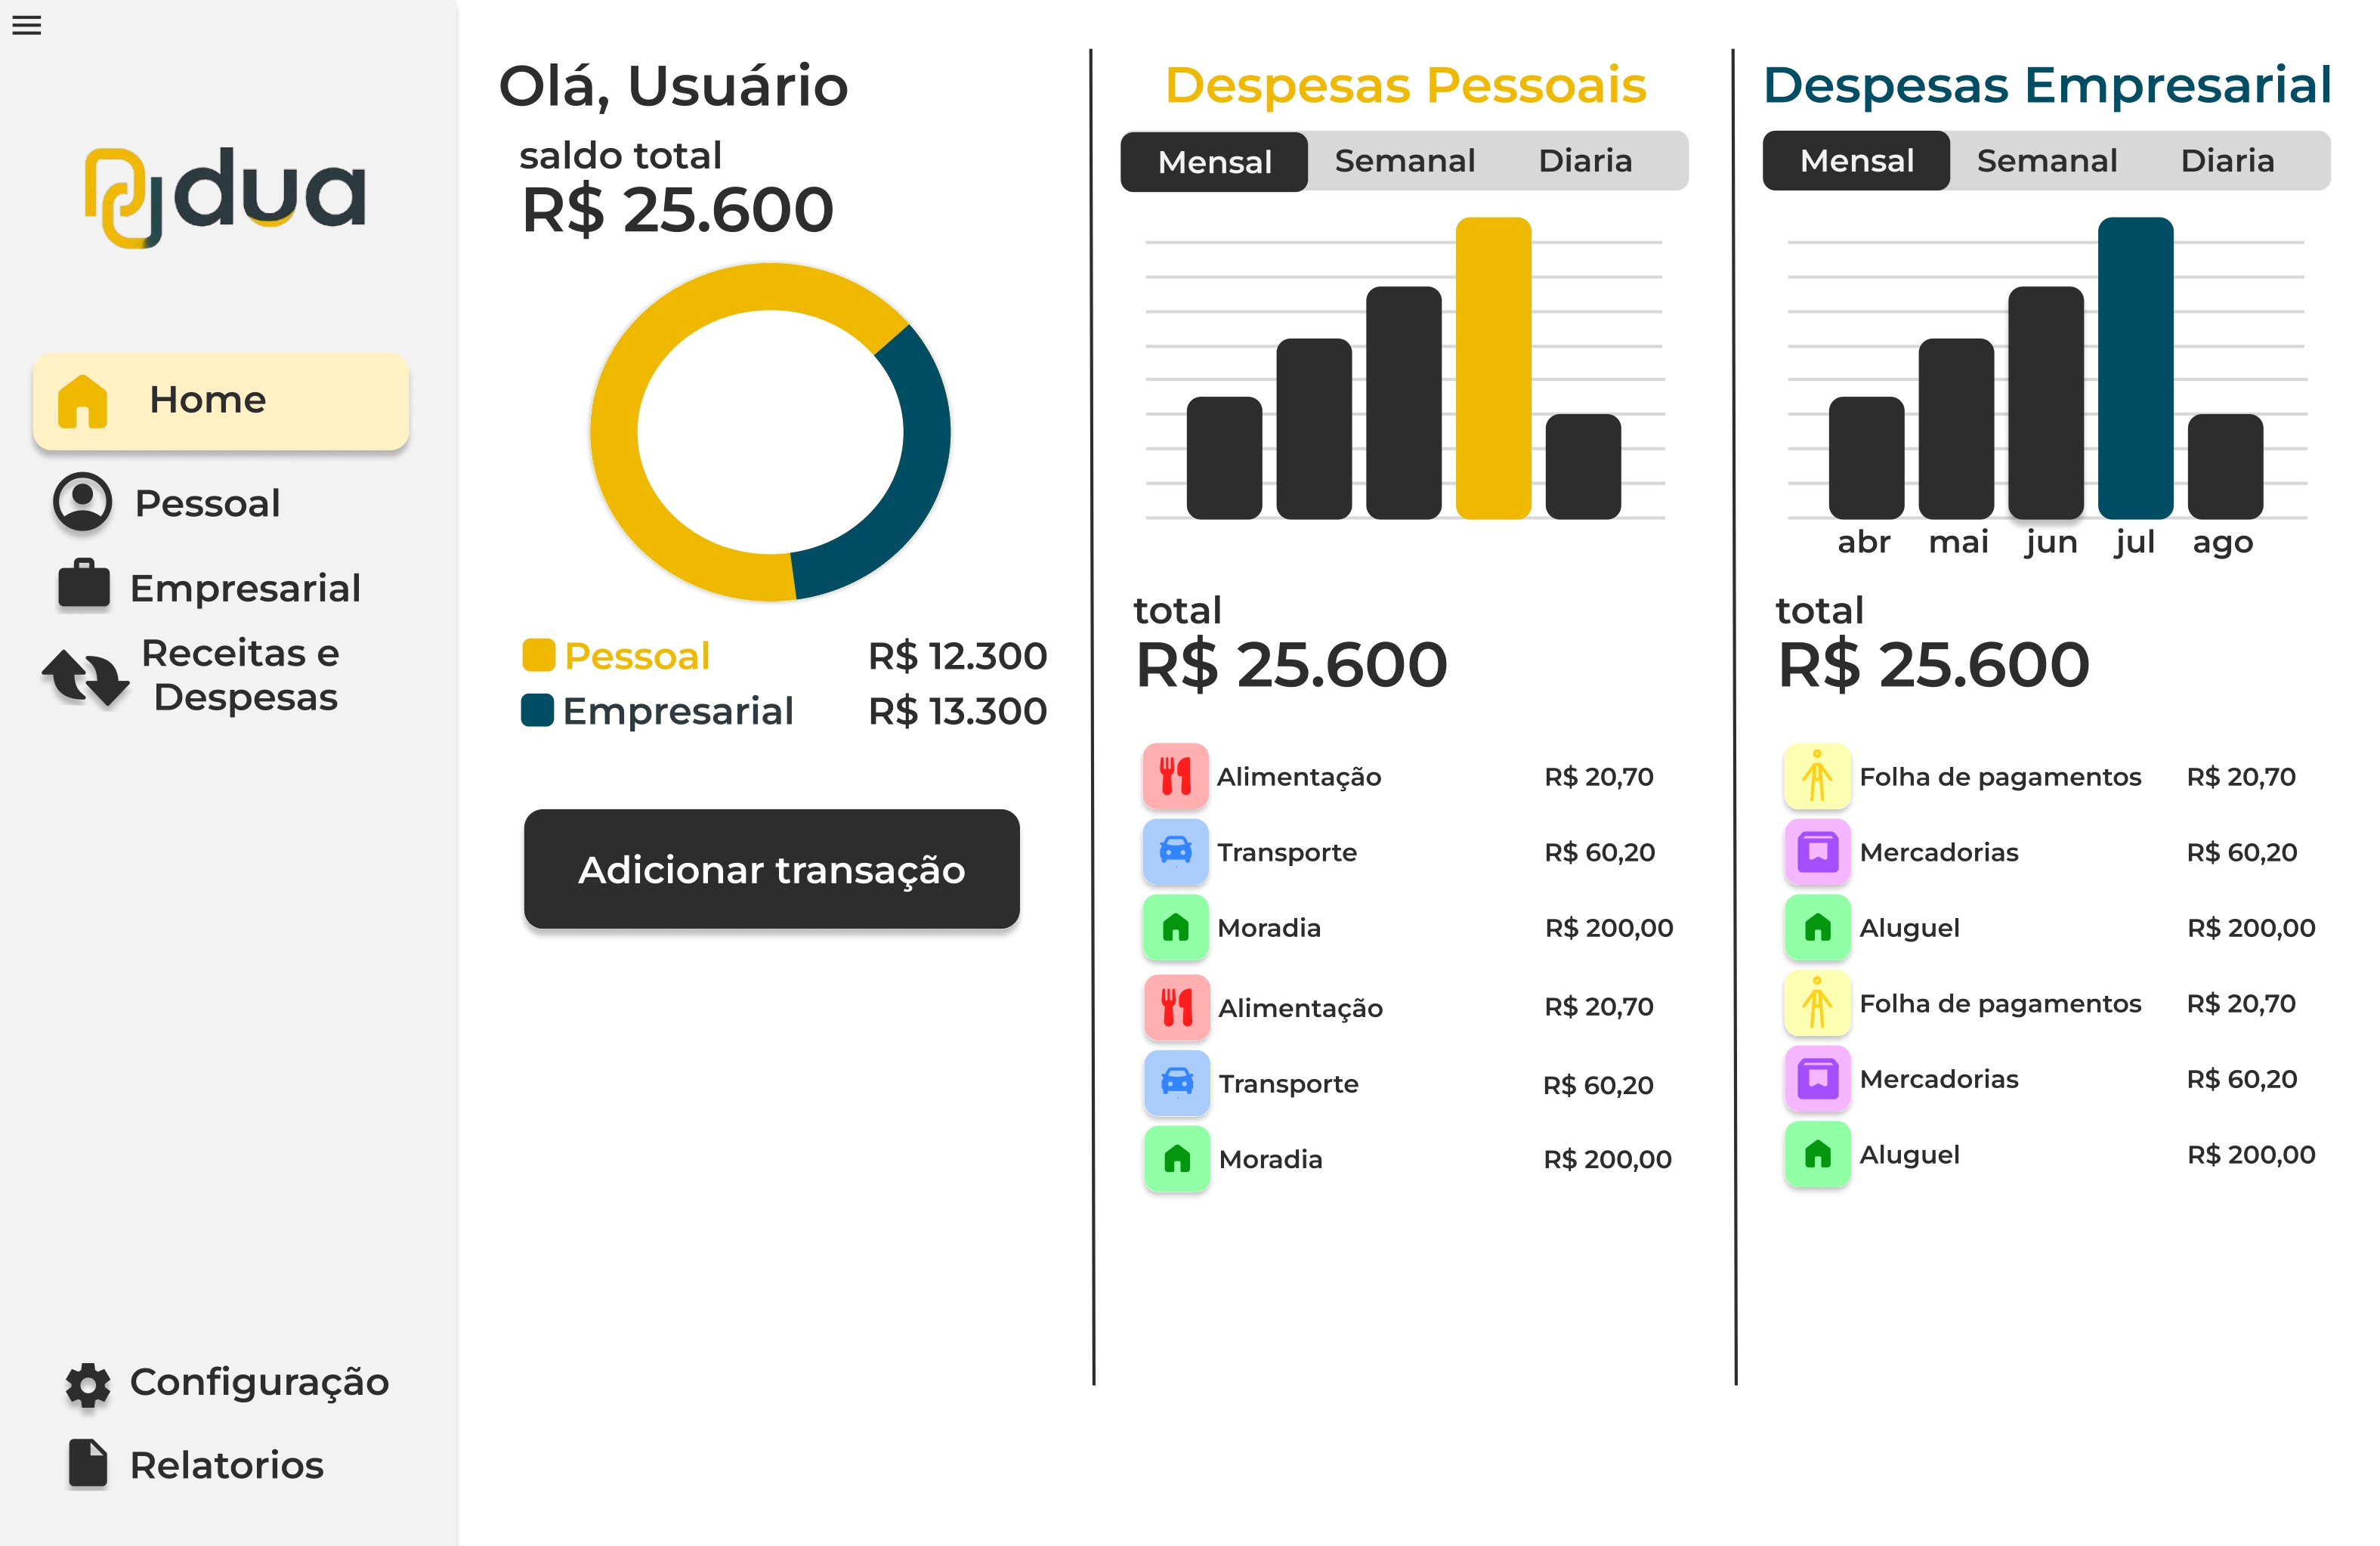 dua
Home
Pessoal
Empresarial
Receitas e
Despesas
Configuração
Relatorios
Olá, Usuário
saldo total
R$ 25.600
Pessoal R$ 12.300
Empresarial R$ 13.300
Adicionar transação
Despesas Pessoais
Mensal Semanal Diaria
total
R$ 25.600
Alimentação R$ 20,70
Transporte R$ 60,20
Moradia R$ 200,00
Alimentação R$ 20,70
Transporte R$ 60,20
Moradia R$ 200,00
Despesas Empresarial
Mensal Semanal Diaria
abr mai jun jul ago
total
R$ 25.600
Folha de pagamentos R$ 20,70
Mercadorias R$ 60,20
Aluguel R$ 200,00
Folha de pagamentos R$ 20,70
Mercadorias R$ 60,20
Aluguel R$ 200,00